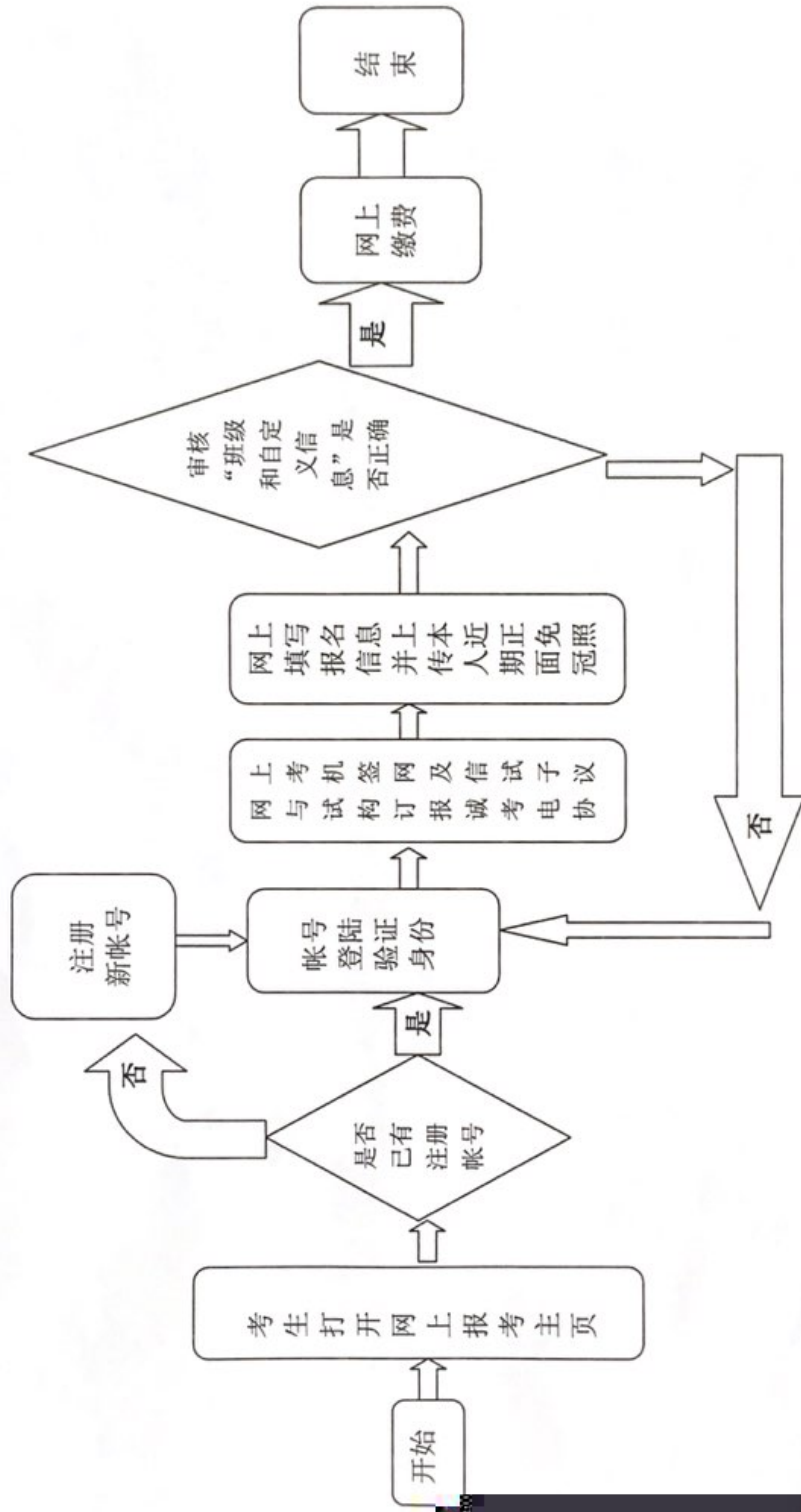 开始
考生打开网上报考主页
是否
已有
注册
帐号
否
是
注册
新帐号
帐号
登陆
验证
身份
网上
与考
试机
构签
订网
报及
诚信
考试
电子
协议
网上
填写
报名
信息
并上
传本
人近
期正
面免
冠照
审核
“班级
和自定
义信
息”是
否正确
是
否
网上
缴费
结
束